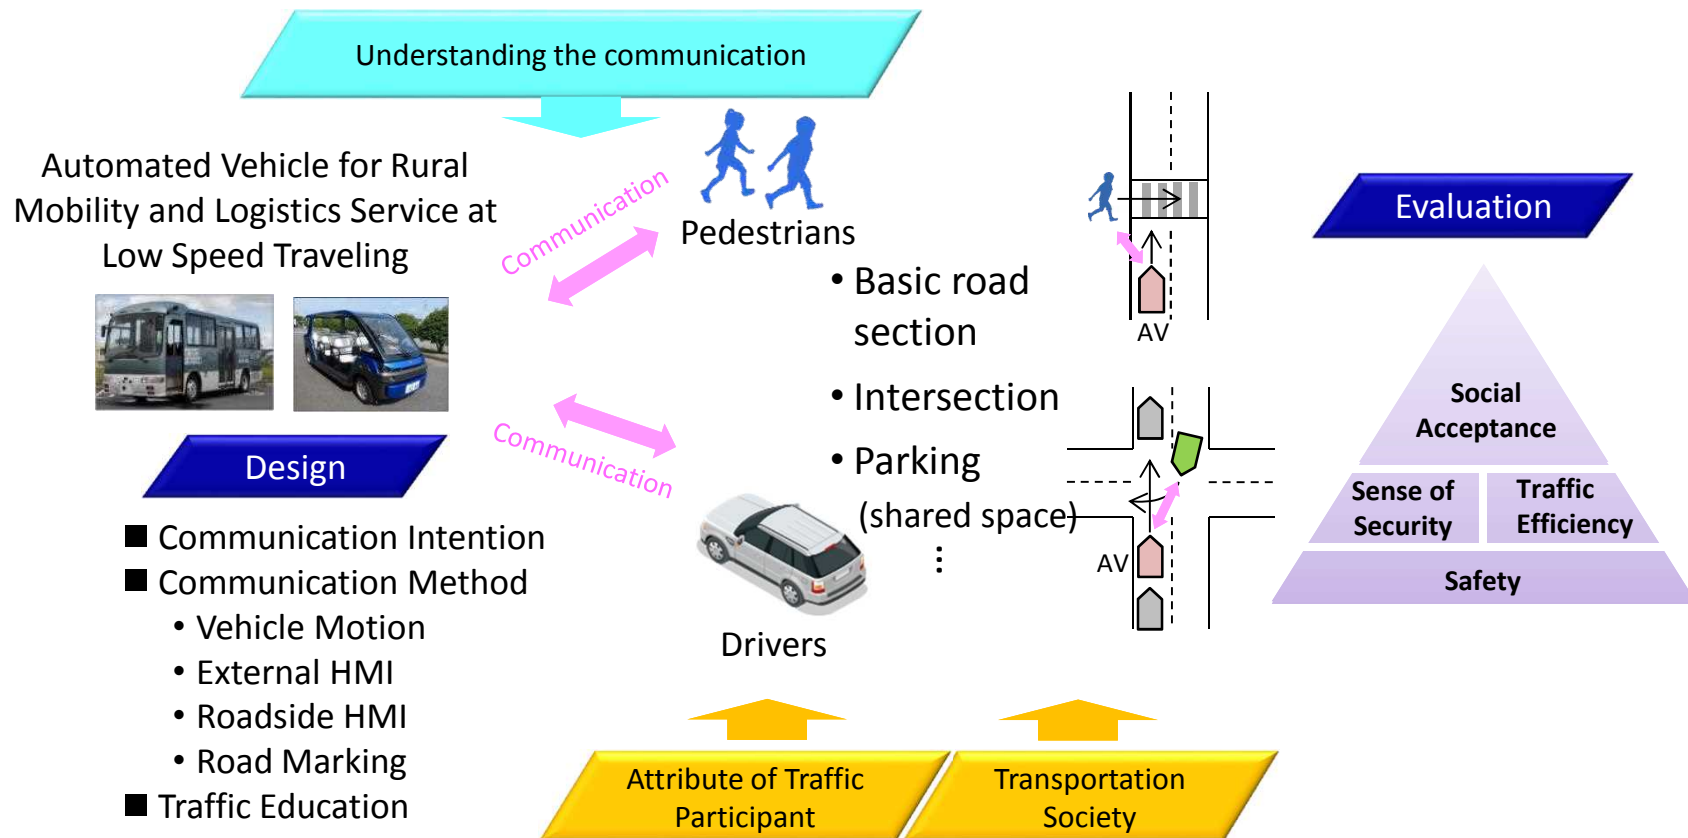 Understanding the communication
Automated Vehicle for Rural
Mobility and Logistics Service at
Low Speed Traveling
Communication
Pedestrians
Communication
Drivers
Design
■ Communication Intention
■ Communication Method
• Vehicle Motion
• External HMI
• Roadside HMI
• Road Marking
■ Traffic Education
• Basic road
section
• Intersection
• Parking
(shared space)
⋮
AV
AV
Attribute of Traffic
Participant
Transportation
Society
Evaluation
Social
Acceptance
Sense of
Security
Traffic
Efficiency
Safety